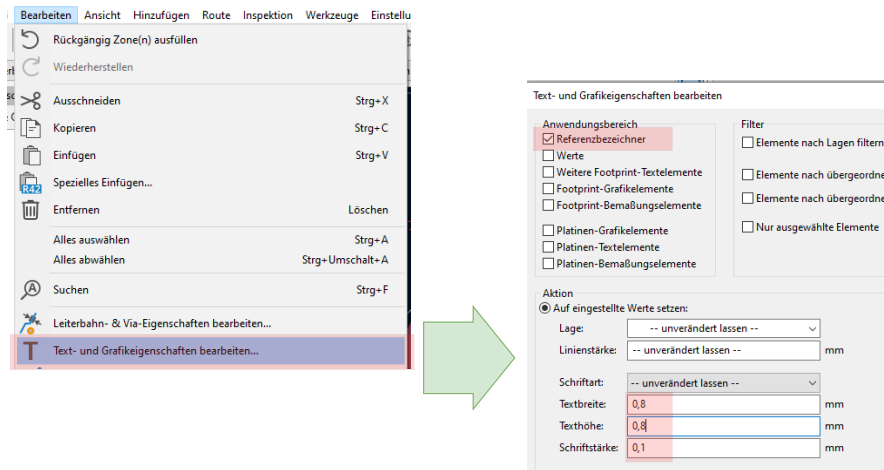 Bearbeiten Ansicht Hinzufügen Route Inspektion Werkzeuge Einstellu
Rückgängig Zone(n) ausfüllen
Wiederherstellen
Ausschneiden Strg+X
Kopieren Strg+C
Einfügen Strg+V
R42 Spezielles Einfügen...
Entfernen Löschen
Alles auswählen Strg+A
Alles abwählen Strg+Umschalt+A
Suchen Strg+F
Leiterbahn- & Via-Eigenschaften bearbeiten...
Text- und Grafikeigenschaften bearbeiten...
Text- und Grafikeigenschaften bearbeiten
Anwendungsbereich
Referenzbezeichner
Werte
Weitere Footprint-Textelemente
Footprint-Grafikelemente
Footprint-Bemaßungselemente
Platinen-Grafikelemente
Platinen-Textelemente
Platinen-Bemaßungselemente
Filter
Elemente nach Lagen filtern
Elemente nach übergeordne
Elemente nach übergeordne
Nur ausgewählte Elemente
Aktion
Auf eingestellte Werte setzen:
Lage: -- unverändert lassen --
Linienstärke: -- unverändert lassen -- mm
Schriftart: -- unverändert lassen --
Textbreite: 0,8 mm
Texthöhe: 0,8 mm
Schriftstärke: 0,1 mm